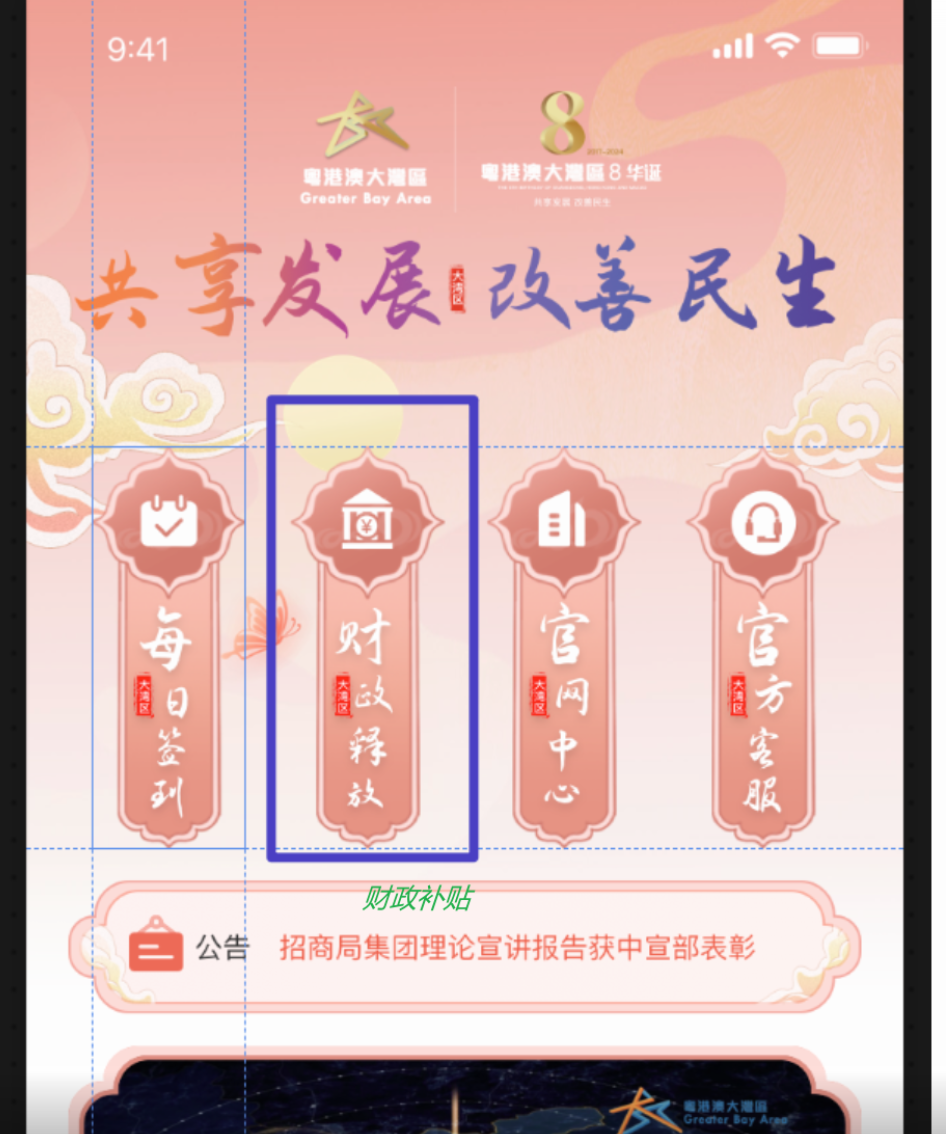 9:41
粤港澳大灣區
Greater Bay Area
8
2017-2024
粤港澳大灣區8华诞
共享发展 改善民生
共享发展 大湾区 改善民生
每日签到
大湾区
财政释放
大湾区
官网中心
大湾区
官方客服
大湾区
财政补贴
公告 招商局集团理论宣讲报告获中宣部表彰
粤港澳大灣區
Greater Bay Area